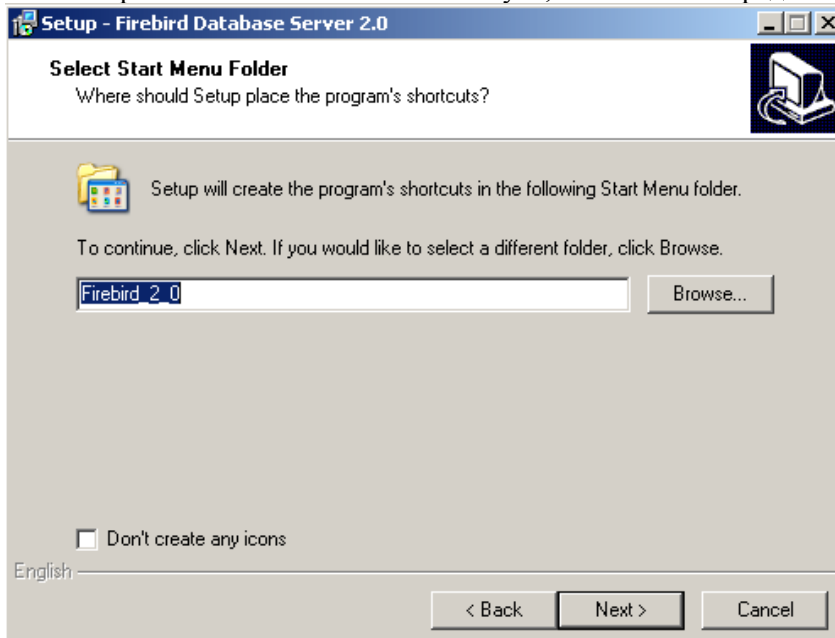 Setup - Firebird Database Server 2.0
Select Start Menu Folder
Where should Setup place the program's shortcuts?
Setup will create the program's shortcuts in the following Start Menu folder.
To continue, click Next. If you would like to select a different folder, click Browse.
Firebird_2_0
Browse...
Don't create any icons
English
< Back
Next >
Cancel